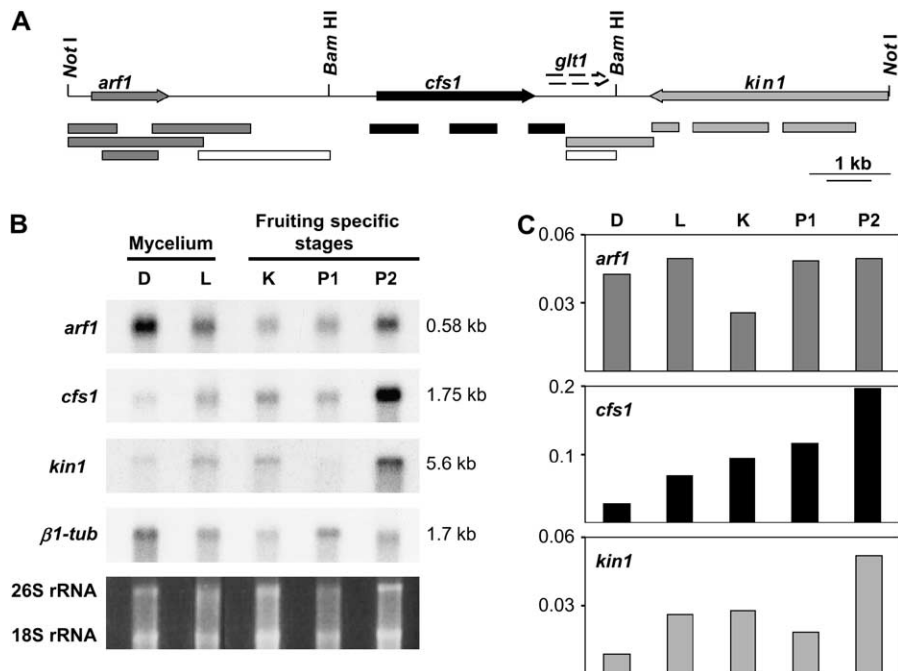 A
Not I
Bam HI
Bam HI
Not I
arf1
cfs1
glt1
kin1
1 kb
B
Mycelium
Fruiting specific
stages
D L K P1 P2
arf1 0.58 kb
cfs1 1.75 kb
kin1 5.6 kb
β1-tub 1.7 kb
26S rRNA
18S rRNA
C
D L K P1 P2
0.06
arf1
0.03
0.2
cfs1
0.1
0.06
kin1
0.03